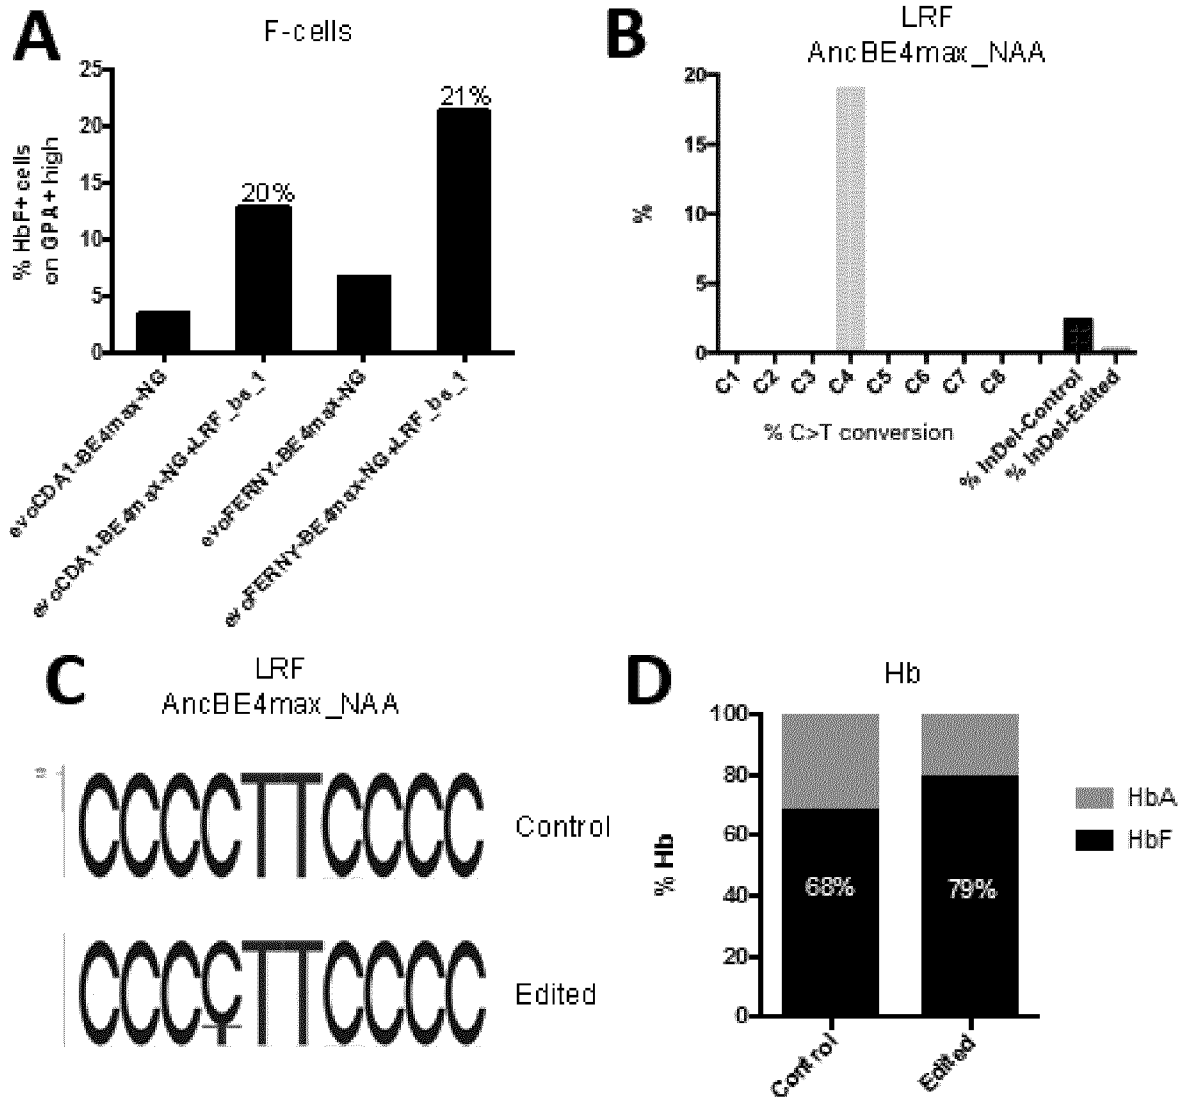 A
F-cells
% HbF+ cells
on GPA+ high
25
20
15
10
5
0
20%
21%
evoCDA1-BE4max-NG
evoCDA1-BE4max-NG+LRF_bs_1
evoFERNY-BE4max-NG
evoFERNY-BE4max-NG+LRF_bs_1
B
LRF
AncBE4max_NAA
%
20
15
10
5
0
C1
C2
C3
C4
C5
C6
C7
C8
% InDel-Control
% InDel-Edited
% C>T conversion
C
LRF
AncBE4max_NAA
CCCCTTCCCC
Control
CCCCTTCCCC
T
Edited
D
Hb
% Hb
100
80
60
40
20
0
68%
79%
Control
Edited
HbA
HbF